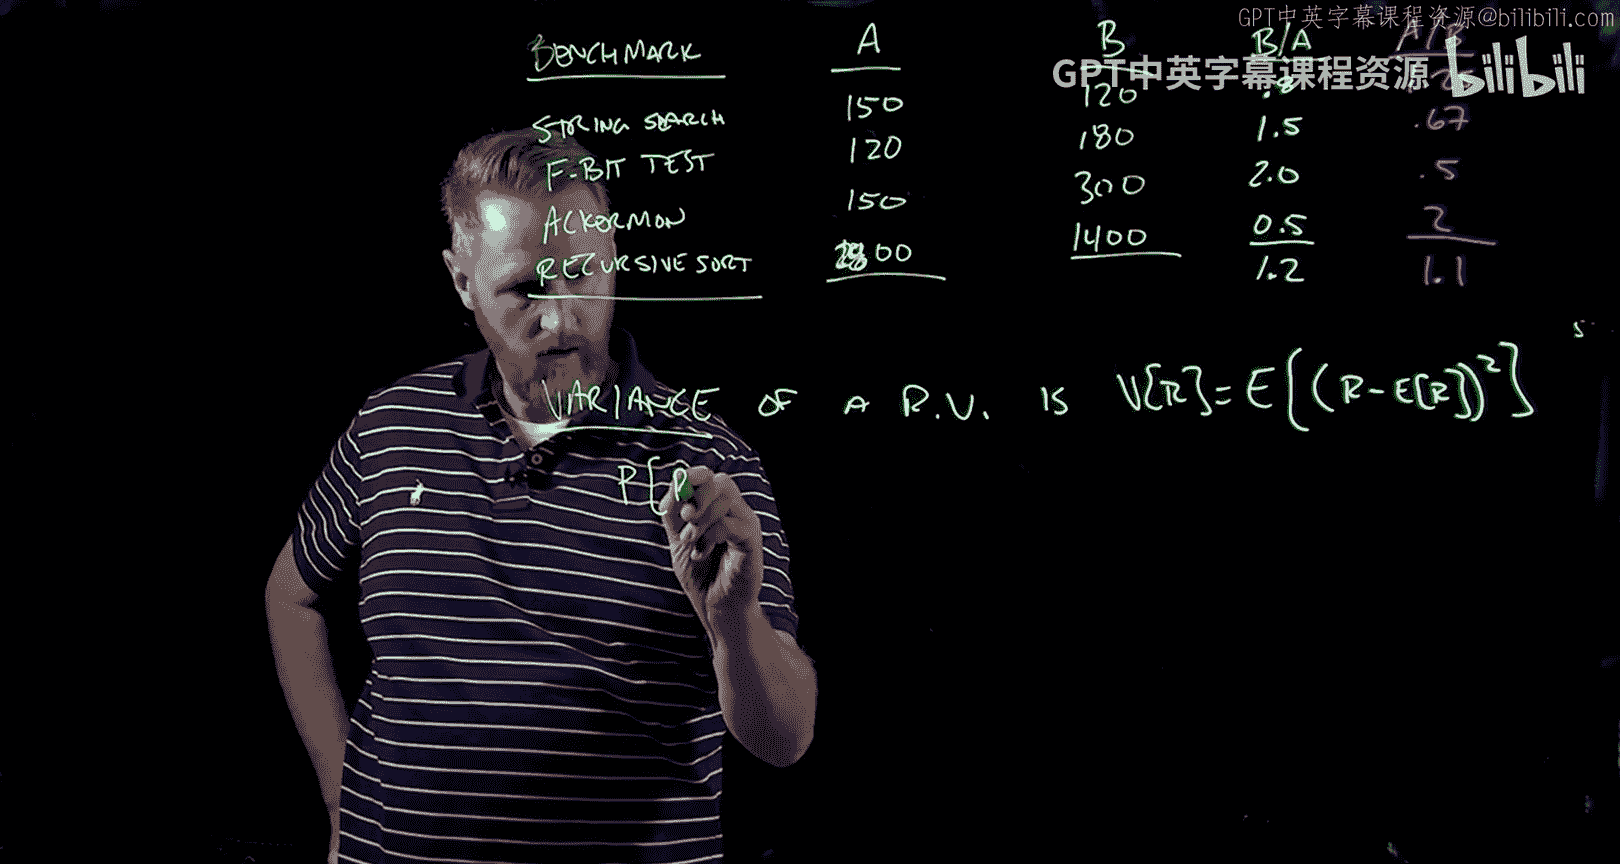 GPT中英字幕课程资源@bilibili.com
GPT中英字幕课程资源 bilibili
BENCHMARK A B B/A A/B
STRING SEARCH 150 120 .8
F-BIT TEST 120 180 1.5 .67
ACKERMON 150 300 2.0 .5
RECURSIVE SORT 00 1400 0.5 2
1.2 1.1
VARIANCE OF A R.V. IS V[R]=E[(R-E[R])²]
P[R